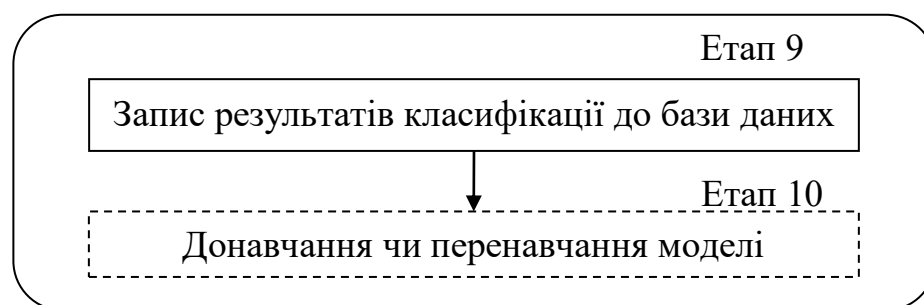 Етап 9
Запис результатів класифікації до бази даних
Етап 10
Донавчання чи перенавчання моделі